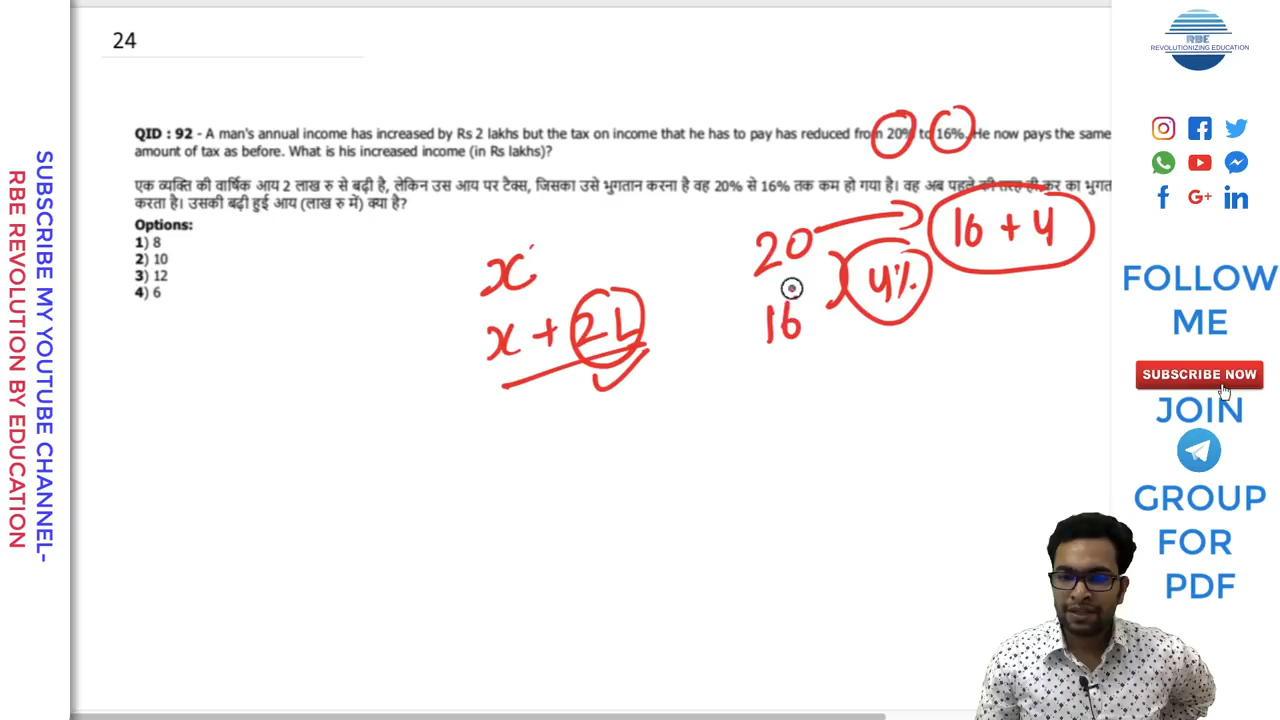 24
QID : 92 - A man's annual income has increased by Rs 2 lakhs but the tax on income that he has to pay has reduced from 20% to 16%. He now pays the same
amount of tax as before. What is his increased income (in Rs lakhs)?
एक व्यक्ति की वार्षिक आय 2 लाख रु से बढ़ी है, लेकिन उस आय पर टैक्स, जिसका उसे भुगतान करना है वह 20% से 16% तक कम हो गया है। वह अब पहले की तरह ही कर का भुगत
करता है। उसकी बढ़ी हुई आय (लाख रु में) क्या है?
Options:
1) 8
2) 10
3) 12
4) 6
x
x + 2L
20
16
4%
16 + 4
SUBSCRIBE MY YOUTUBE CHANNEL-
RBE REVOLUTION BY EDUCATION
RBE
REVOLUTIONIZING EDUCATION
FOLLOW
ME
SUBSCRIBE NOW
JOIN
GROUP
FOR
PDF